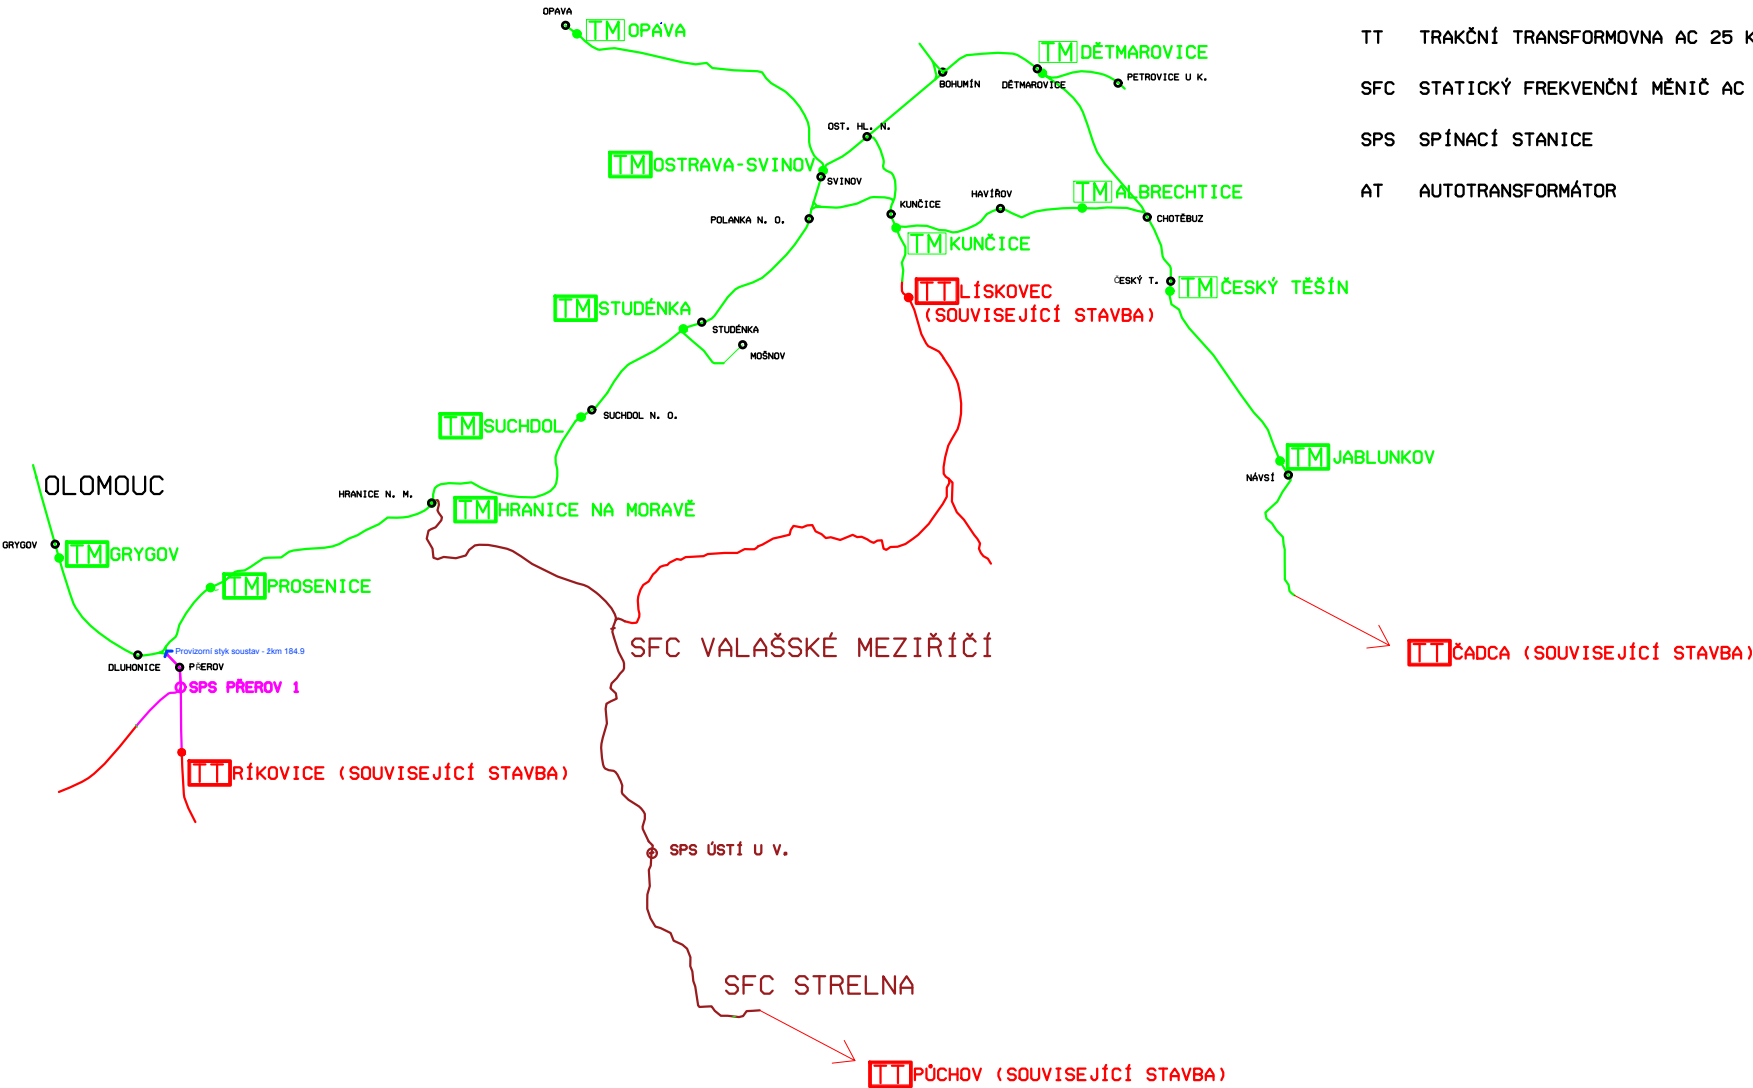 OPAVA
TM OPAVA
TM DĚTMAROVICE
TT TRAKČNÍ TRANSFORMOVNA AC 25 K
BOHUMÍN
DĚTMAROVICE
PETROVICE U K.
SFC STATICKÝ FREKVENČNÍ MĚNIČ AC
OST. HL. N.
SPS SPÍNACÍ STANICE
TM OSTRAVA-SVINOV
SVINOV
AT AUTOTRANSFORMÁTOR
HAVÍŘOV
TM ALBRECHTICE
KUNČICE
POLANKA N. O.
CHOTĚBUZ
TM KUNČICE
ČESKÝ T.
TM ČESKÝ TĚŠÍN
TT LÍSKOVEC
(SOUVISEJÍCÍ STAVBA)
TM STUDÉNKA
STUDÉNKA
MOŠNOV
SUCHDOL N. O.
TM SUCHDOL
TM JABLUNKOV
NÁVSÍ
OLOMOUC
HRANICE N. M.
TM HRANICE NA MORAVĚ
GRYGOV
TM GRYGOV
TM PROSENICE
SFC VALAŠSKÉ MEZIŘÍČÍ
Provizorní styk soustav - žkm 184.9
TT ČADCA (SOUVISEJÍCÍ STAVBA)
DLUHONICE
PŘEROV
SPS PŘEROV 1
TT RÍKOVICE (SOUVISEJÍCÍ STAVBA)
SPS ÚSTÍ U V.
SFC STRELNA
TT PŮCHOV (SOUVISEJÍCÍ STAVBA)